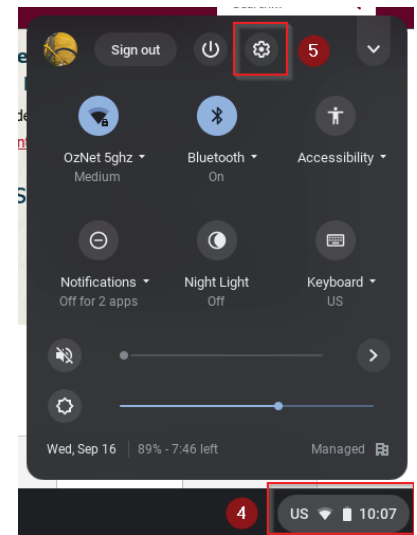 Sign out
5
OzNet 5ghz
Medium
Bluetooth
On
Accessibility
Notifications
Off for 2 apps
Night Light
Off
Keyboard
US
Wed, Sep 16 | 89% - 7:46 left
Managed
4
US 10:07